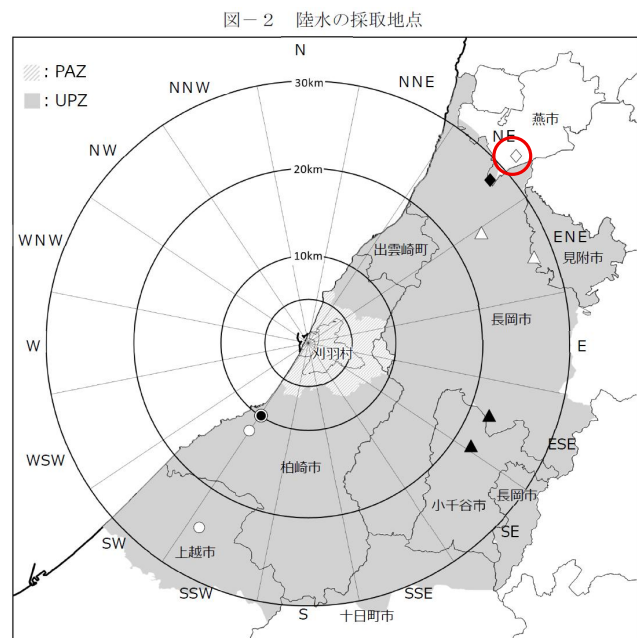 図－２　陸水の採取地点
N
: PAZ
: UPZ
NNW
NNE
30km
燕市
NE
NW
20km
WNW
ENE
出雲崎町
見附市
10km
長岡市
W
刈羽村
E
WSW
柏崎市
ESE
長岡市
小千谷市
SE
SW
上越市
SSW
SSE
S
十日町市